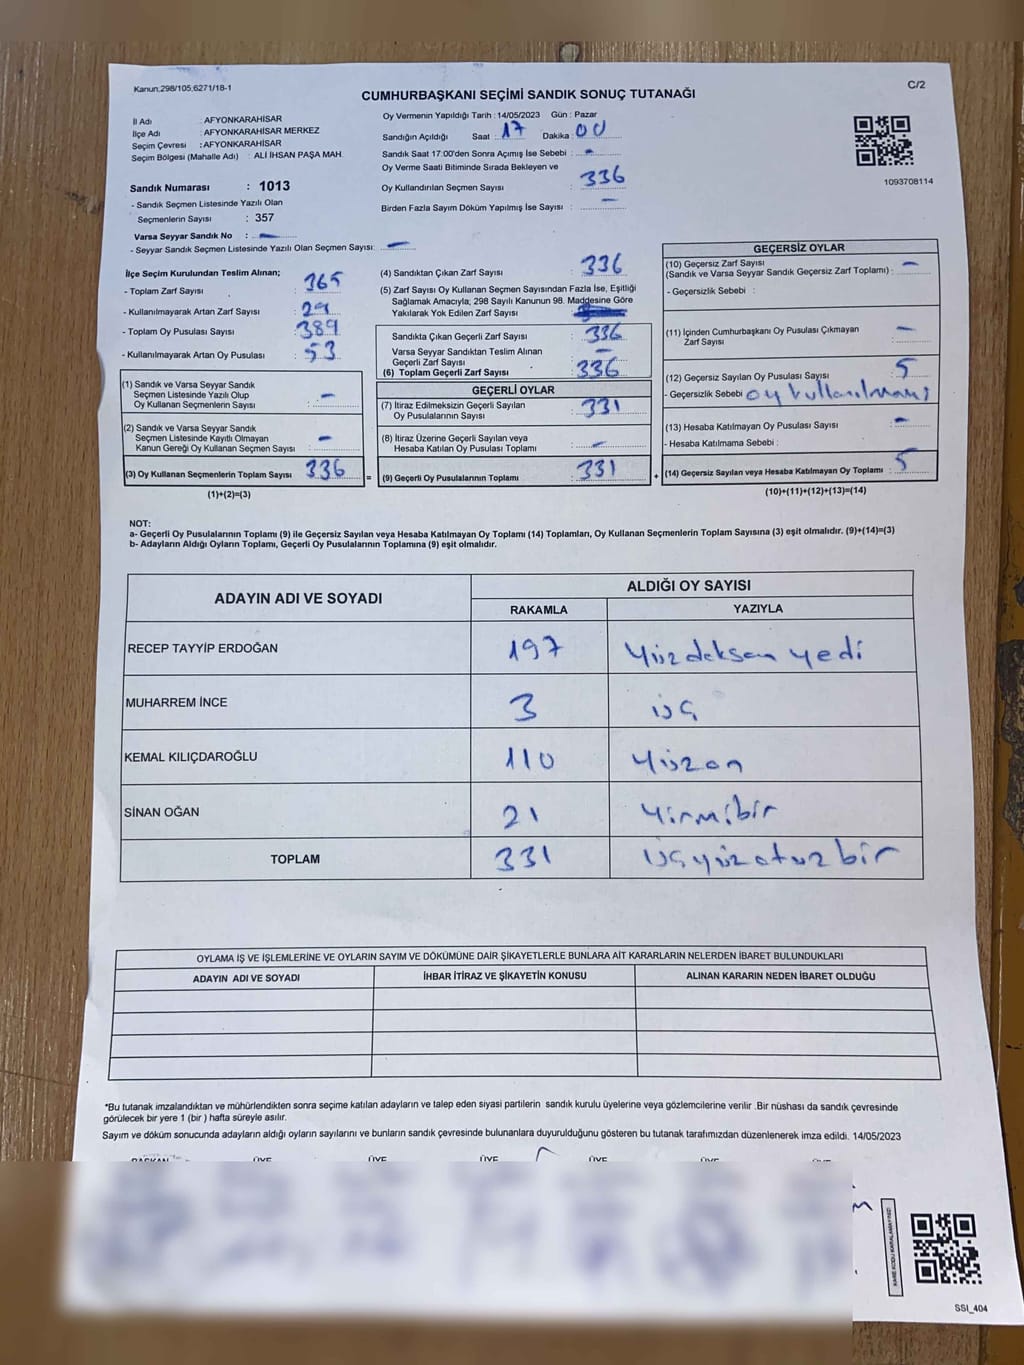 Kanun:298/105;6271/18-1
C/2
CUMHURBAŞKANI SEÇİMİ SANDIK SONUÇ TUTANAĞI
İl Adı : AFYONKARAHİSAR
İlçe Adı : AFYONKARAHİSAR MERKEZ
Seçim Çevresi : AFYONKARAHİSAR
Seçim Bölgesi (Mahalle Adı) : ALİ İHSAN PAŞA MAH.
Sandık Numarası : 1013
- Sandık Seçmen Listesinde Yazılı Olan
Seçmenlerin Sayısı : 357
Varsa Seyyar Sandık No : -
- Seyyar Sandık Seçmen Listesinde Yazılı Olan Seçmen Sayısı: -
Oy Vermenin Yapıldığı Tarih : 14/05/2023 Gün : Pazar
Sandığın Açıldığı Saat : 17 Dakika : 00
Sandık Saat 17:00'den Sonra Açımış İse Sebebi : -
Oy Verme Saati Bitiminde Sırada Bekleyen ve
Oy Kullandırılan Seçmen Sayısı : 336
Birden Fazla Sayım Döküm Yapılmış İse Sayısı : -
1093708114
İlçe Seçim Kurulundan Teslim Alınan;
- Toplam Zarf Sayısı : 365
- Kullanılmayarak Artan Zarf Sayısı : 29
- Toplam Oy Pusulası Sayısı : 389
- Kullanılmayarak Artan Oy Pusulası : 53
(1) Sandık ve Varsa Seyyar Sandık
Seçmen Listesinde Yazılı Olup
Oy Kullanan Seçmenlerin Sayısı : -
(2) Sandık ve Varsa Seyyar Sandık
Seçmen Listesinde Kayıtlı Olmayan
Kanun Gereği Oy Kullanan Seçmen Sayısı : -
(3) Oy Kullanan Seçmenlerin Toplam Sayısı : 336
(1)+(2)=(3)
(4) Sandıktan Çıkan Zarf Sayısı : 336
(5) Zarf Sayısı Oy Kullanan Seçmen Sayısından Fazla İse, Eşitliği
Sağlamak Amacıyla; 298 Sayılı Kanunun 98. Maddesine Göre
Yakılarak Yok Edilen Zarf Sayısı :
Sandıkta Çıkan Geçerli Zarf Sayısı : 336
Varsa Seyyar Sandıktan Teslim Alınan
Geçerli Zarf Sayısı : -
(6) Toplam Geçerli Zarf Sayısı : 336
GEÇERLİ OYLAR
(7) İtiraz Edilmeksizin Geçerli Sayılan
Oy Pusulalarının Sayısı : 331
(8) İtiraz Üzerine Geçerli Sayılan veya
Hesaba Katılan Oy Pusulası Toplamı : -
= (9) Geçerli Oy Pusulalarının Toplamı : 331 +
GEÇERSİZ OYLAR
(10) Geçersiz Zarf Sayısı
(Sandık ve Varsa Seyyar Sandık Geçersiz Zarf Toplamı) : -
- Geçersizlik Sebebi :
(11) İçinden Cumhurbaşkanı Oy Pusulası Çıkmayan
Zarf Sayısı : -
(12) Geçersiz Sayılan Oy Pusulası Sayısı : 5
- Geçersizlik Sebebi : oy kullanılmamış
(13) Hesaba Katılmayan Oy Pusulası Sayısı : -
- Hesaba Katılmama Sebebi :
(14) Geçersiz Sayılan veya Hesaba Katılmayan Oy Toplamı : 5
(10)+(11)+(12)+(13)=(14)
NOT:
a- Geçerli Oy Pusulalarının Toplamı (9) ile Geçersiz Sayılan veya Hesaba Katılmayan Oy Toplamı (14) Toplamları, Oy Kullanan Seçmenlerin Toplam Sayısına (3) eşit olmalıdır. (9)+(14)=(3)
b- Adayların Aldığı Oyların Toplamı, Geçerli Oy Pusulalarının Toplamına (9) eşit olmalıdır.
ADAYIN ADI VE SOYADI
ALDIĞI OY SAYISI
RAKAMLA YAZIYLA
RECEP TAYYİP ERDOĞAN 197 Yüzdoksan yedi
MUHARREM İNCE 3 üç
KEMAL KILIÇDAROĞLU 110 Yüzon
SİNAN OĞAN 21 Yirmibir
TOPLAM 331 üçyüzotuzbir
OYLAMA İŞ VE İŞLEMLERİNE VE OYLARIN SAYIM VE DÖKÜMÜNE DAİR ŞİKAYETLERLE BUNLARA AİT KARARLARIN NELERDEN İBARET BULUNDUKLARI
ADAYIN ADI VE SOYADI İHBAR İTİRAZ VE ŞİKAYETİN KONUSU ALINAN KARARIN NEDEN İBARET OLDUĞU
*Bu tutanak imzalandıktan ve mühürlendikten sonra seçime katılan adayların ve talep eden siyasi partilerin sandık kurulu üyelerine veya gözlemcilerine verilir .Bir nüshası da sandık çevresinde
görülecek bir yere 1 (bir ) hafta süreyle asılır.
Sayım ve döküm sonucunda adayların aldığı oyların sayılarını ve bunların sandık çevresinde bulunanlara duyurulduğunu gösteren bu tutanak tarafımızdan düzenlenerek imza edildi. 14/05/2023
BAŞKAN ÜYE ÜYE ÜYE ÜYE ÜYE ÜYE
KARE KODU KARALAMAYINIZ!
SSI_404